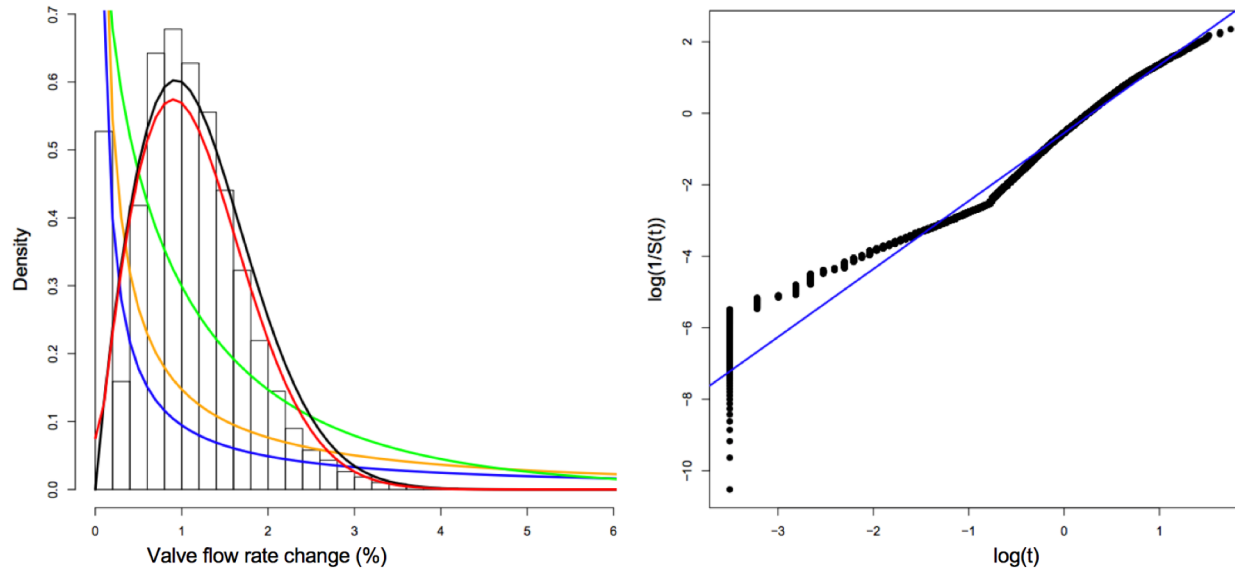 Density
0.0 0.1 0.2 0.3 0.4 0.5 0.6 0.7
0 1 2 3 4 5 6
Valve flow rate change (%)
log(1/S(t))
2
0
−2
−4
−6
−8
−10
−3 −2 −1 0 1
log(t)